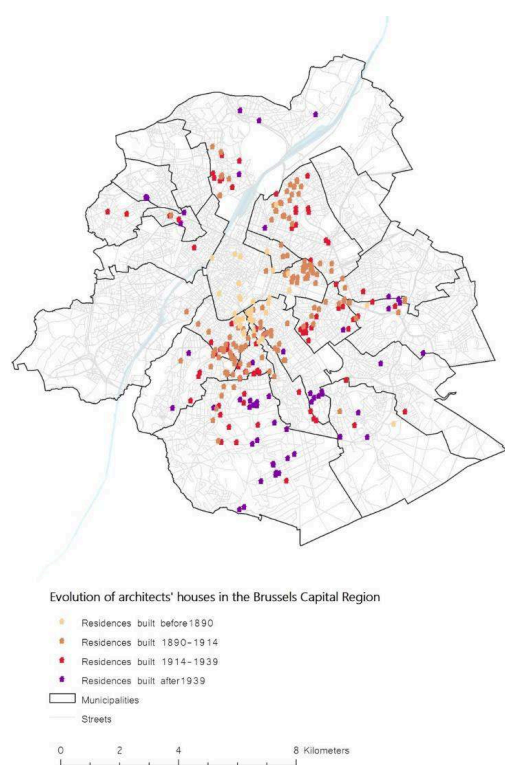 Evolution of architects' houses in the Brussels Capital Region
Residences built before1890
Residences built 1890-1914
Residences built 1914-1939
Residences built after1939
Municipalities
Streets
0 2 4 8 Kilometers